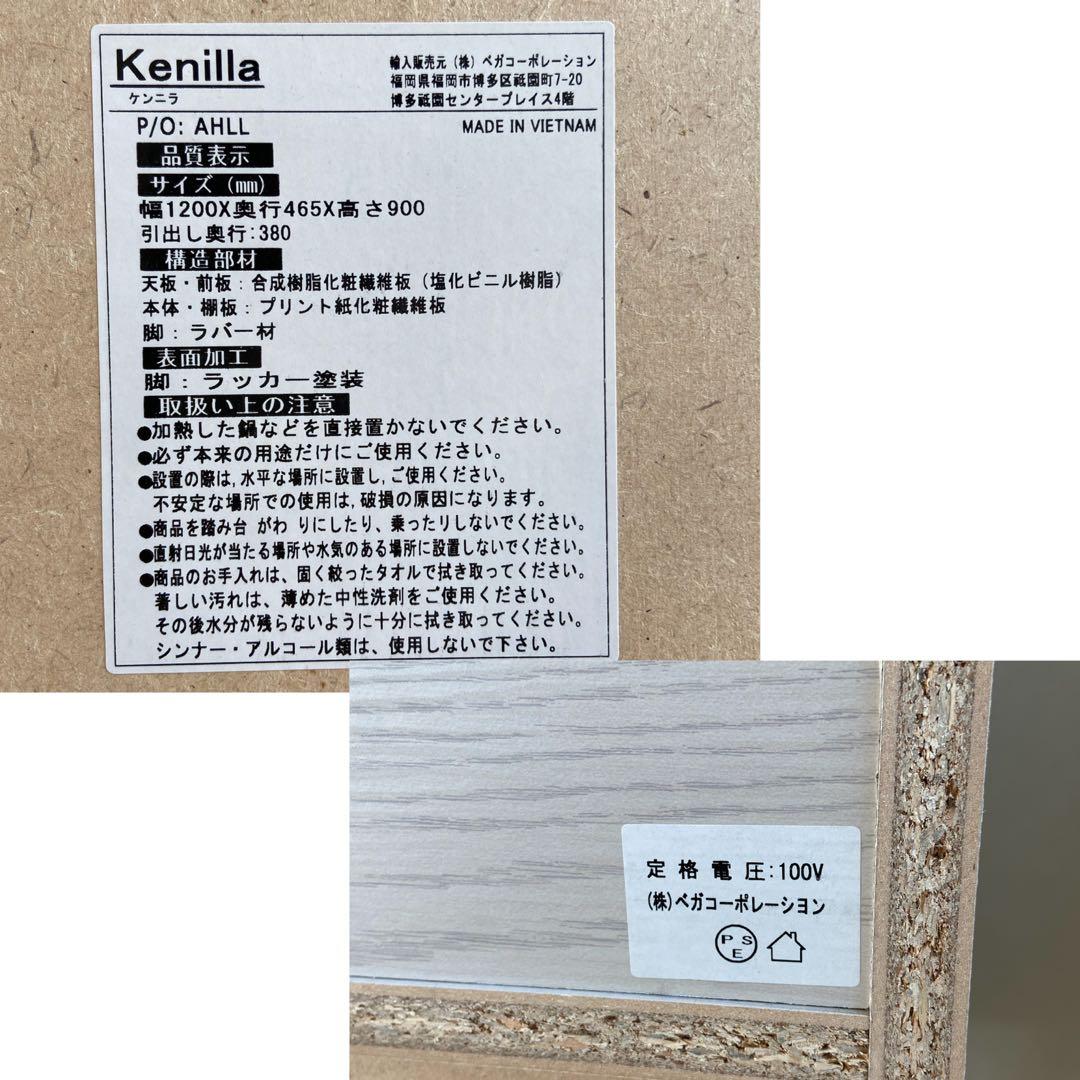 Kenilla
ケンニラ
輸入販売元（株）ベガコーポレーション
福岡県福岡市博多区祗園町7-20
博多祗園センタープレイス4階
P/O: AHLL
MADE IN VIETNAM
品質表示
サイズ（㎜）
幅1200X奥行465X高さ900
引出し奥行:380
構造部材
天板・前板：合成樹脂化粧繊維板（塩化ビニル樹脂）
本体・棚板：プリント紙化粧繊維板
脚：ラバー材
表面加工
脚：ラッカー塗装
取扱い上の注意
●加熱した鍋などを直接置かないでください。
●必ず本来の用途だけにご使用ください。
●設置の際は,水平な場所に設置し,ご使用ください。
不安定な場所での使用は,破損の原因になります。
●商品を踏み台 がわ りにしたり、乗ったりしないでください。
●直射日光が当たる場所や水気のある場所に設置しないでください。
●商品のお手入れは、固く絞ったタオルで拭き取ってください。
著しい汚れは、薄めた中性洗剤をご使用ください。
その後水分が残らないように十分に拭き取ってください。
シンナー・アルコール類は、使用しないで下さい。
定格電圧:100V
(株)ベガコーポレーション
PSE